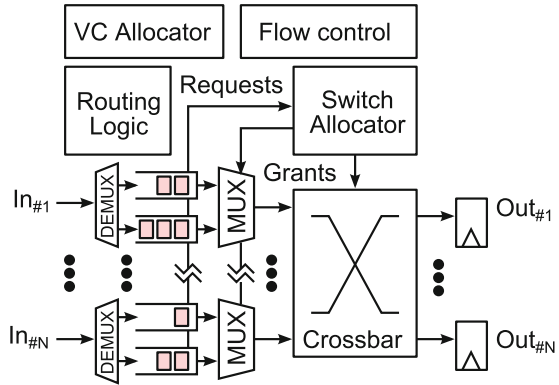 VC Allocator
Flow control
Routing
Logic
Requests
Switch
Allocator
Grants
In#1
DEMUX
MUX
Out#1
In#N
DEMUX
MUX
Crossbar
Out#N